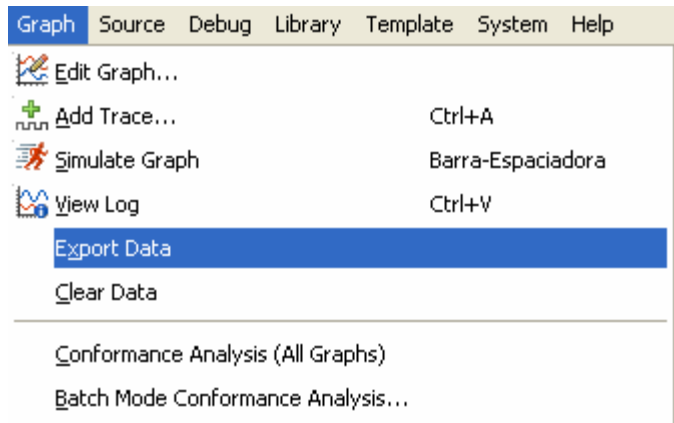 Graph Source Debug Library Template System Help
Edit Graph...
Add Trace... Ctrl+A
Simulate Graph Barra-Espaciadora
View Log Ctrl+V
Export Data
Clear Data
Conformance Analysis (All Graphs)
Batch Mode Conformance Analysis...